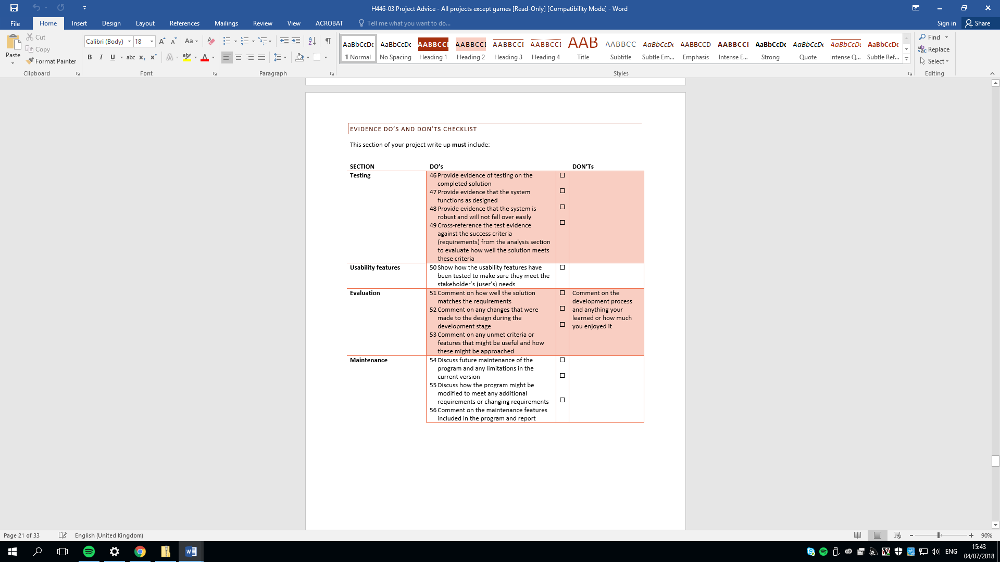 H446-03 Project Advice - All projects except games [Read-Only] [Compatibility Mode] - Word
File Home Insert Design Layout References Mailings Review View ACROBAT Tell me what you want to do... Sign in Share
Paste
Cut
Copy
Format Painter
Clipboard
Calibri (Body) 18
Font
Paragraph
AaBbCcDc AaBbCcDc AABBCCI AABBCCI AABBCCI AABBCCI AAB AABBCC AaBbCcDc AABBCCD AABBCCI AaBbCcDc AaBbCcDc AaBbCcDc AaBbCcDc
¶ Normal No Spacing Heading 1 Heading 2 Heading 3 Heading 4 Title Subtitle Subtle Em... Emphasis Intense E... Strong Quote Intense Q... Subtle Ref...
Styles
Find
Replace
Select
Editing
EVIDENCE DO'S AND DON'TS CHECKLIST
This section of your project write up must include:
SECTION DO's DON'Ts
Testing
46 Provide evidence of testing on the
completed solution
47 Provide evidence that the system
functions as designed
48 Provide evidence that the system is
robust and will not fall over easily
49 Cross-reference the test evidence
against the success criteria
(requirements) from the analysis section
to evaluate how well the solution meets
these criteria
Usability features
50 Show how the usability features have
been tested to make sure they meet the
stakeholder's (user's) needs
Evaluation
51 Comment on how well the solution
matches the requirements
52 Comment on any changes that were
made to the design during the
development stage
53 Comment on any unmet criteria or
features that might be useful and how
these might be approached
Comment on the
development process
and anything your
learned or how much
you enjoyed it
Maintenance
54 Discuss future maintenance of the
program and any limitations in the
current version
55 Discuss how the program might be
modified to meet any additional
requirements or changing requirements
56 Comment on the maintenance features
included in the program and report
Page 21 of 33 English (United Kingdom) 90%
ENG
15:43
04/07/2018